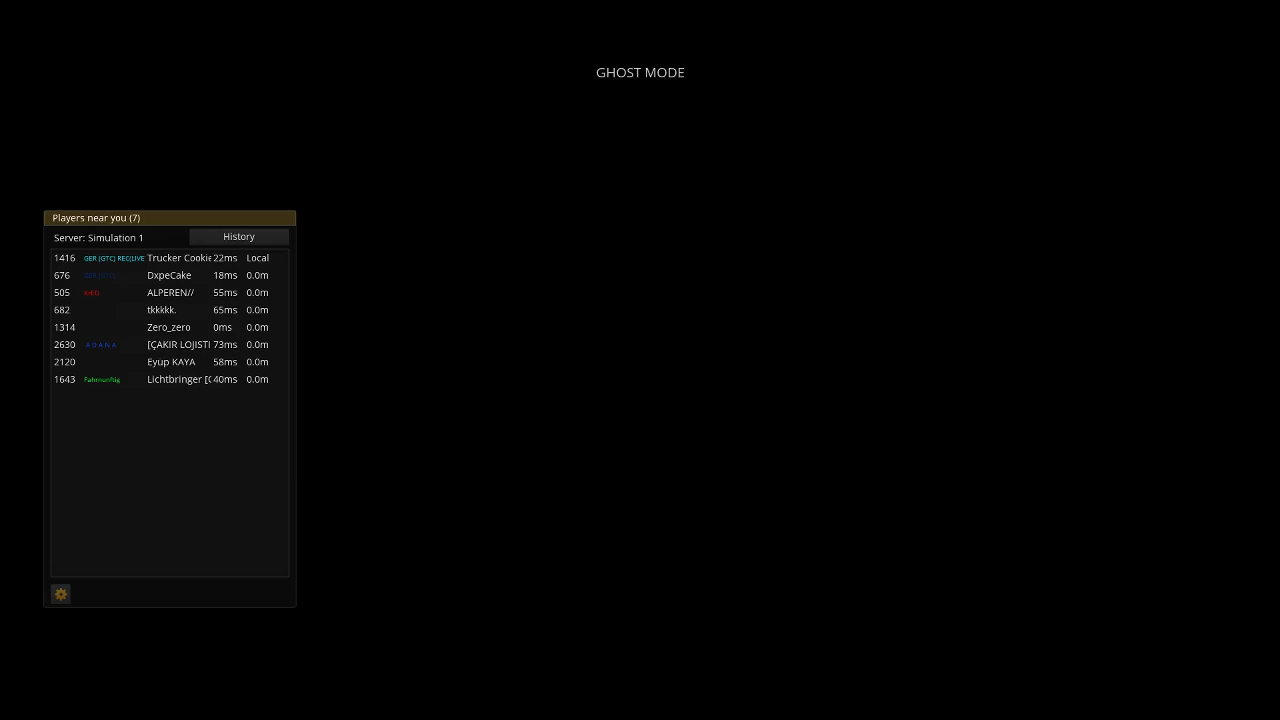 GHOST MODE
Players near you (7)
Server: Simulation 1 History
1416 GER (GTC) REC(LIVE Trucker Cookie 22ms Local
676 DxpeCake 18ms 0.0m
505 ALPEREN// 55ms 0.0m
682 tkkkkk. 65ms 0.0m
1314 Zero_zero 0ms 0.0m
2630 A D A N A [ÇAKIR LOJISTI 73ms 0.0m
2120 Eyüp KAYA 58ms 0.0m
1643 Fahrnunftig Lichtbringer [( 40ms 0.0m